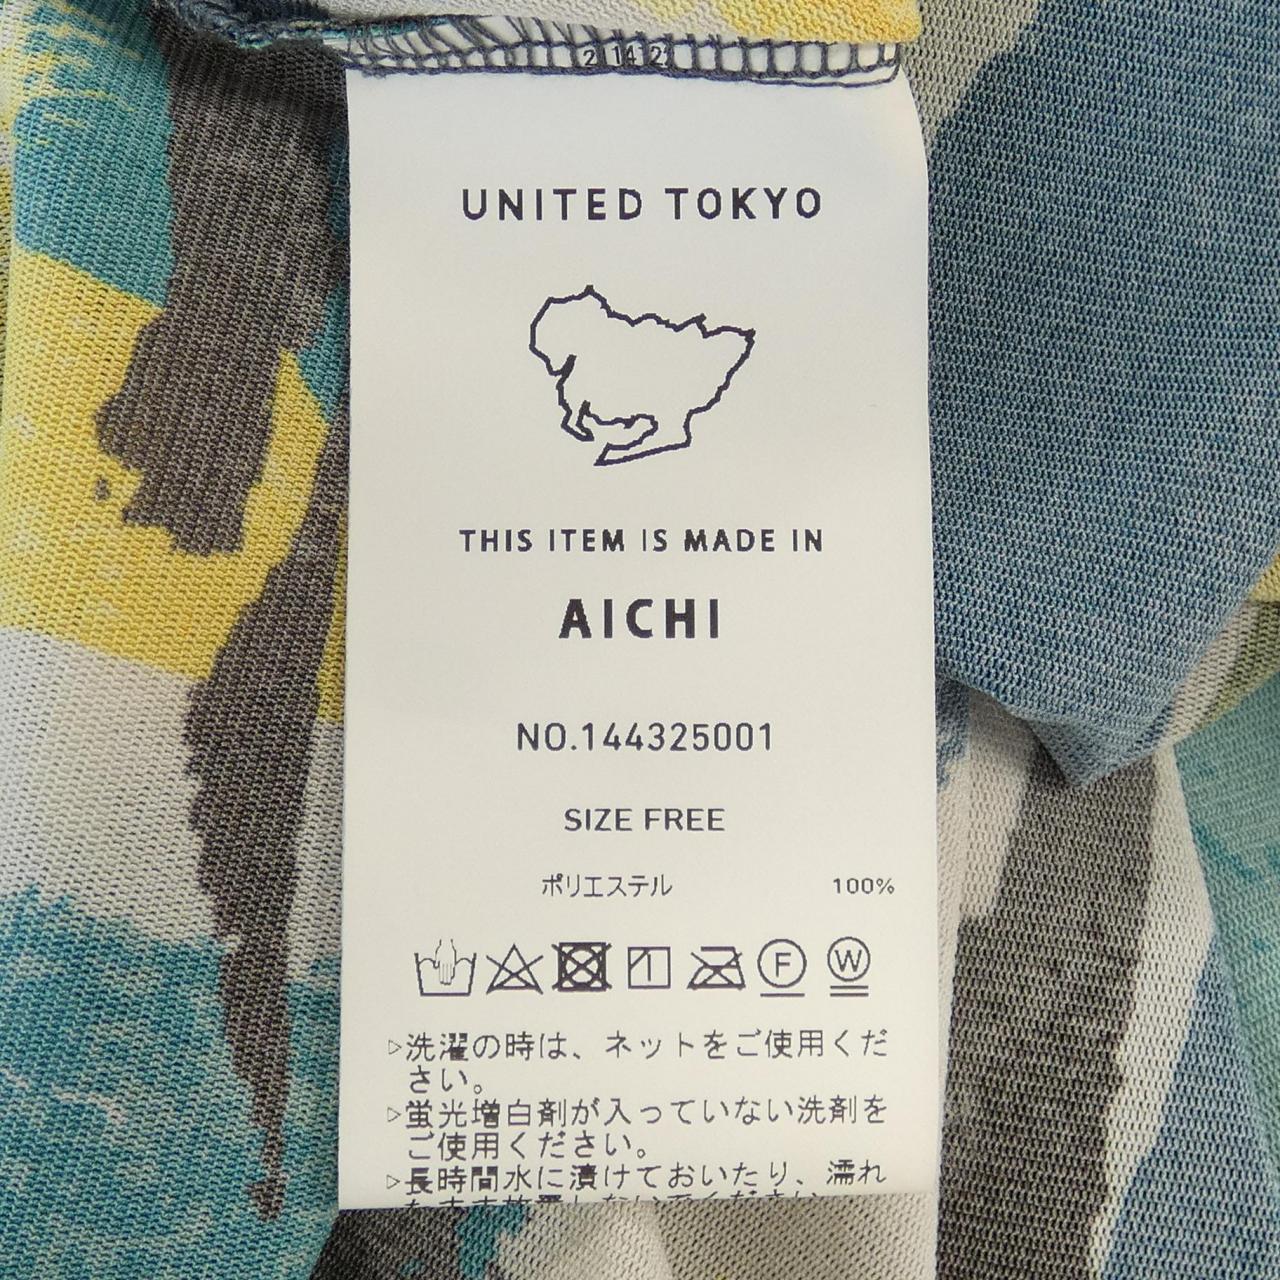 UNITED TOKYO
THIS ITEM IS MADE IN
AICHI
NO.144325001
SIZE FREE
ポリエステル 100%
F W
▷洗濯の時は、ネットをご使用くだ
さい。
▷蛍光増白剤が入っていない洗剤を
ご使用ください。
▷長時間水に漬けておいたり、濡れ